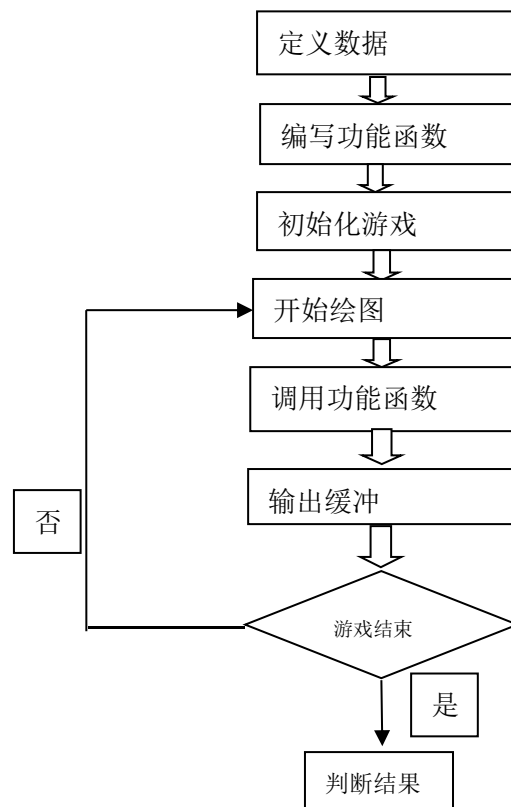 定义数据
编写功能函数
初始化游戏
开始绘图
调用功能函数
输出缓冲
否
游戏结束
是
判断结果